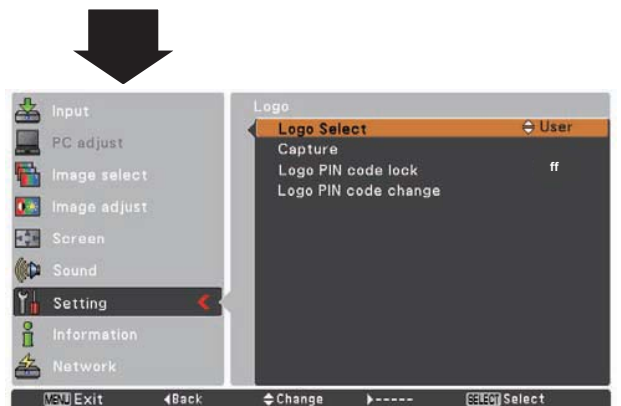 Input
PC adjust
Image select
Image adjust
Screen
Sound
Setting
Information
Network
Logo
Logo Select User
Capture
Logo PIN code lock ff
Logo PIN code change
MENU Exit Back Change ----- SELECT Select